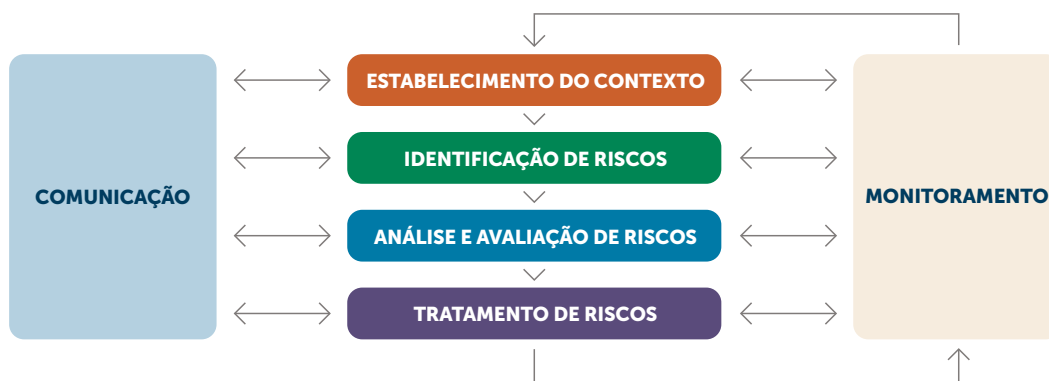 COMUNICAÇÃO
ESTABELECIMENTO DO CONTEXTO
IDENTIFICAÇÃO DE RISCOS
ANÁLISE E AVALIAÇÃO DE RISCOS
TRATAMENTO DE RISCOS
MONITORAMENTO